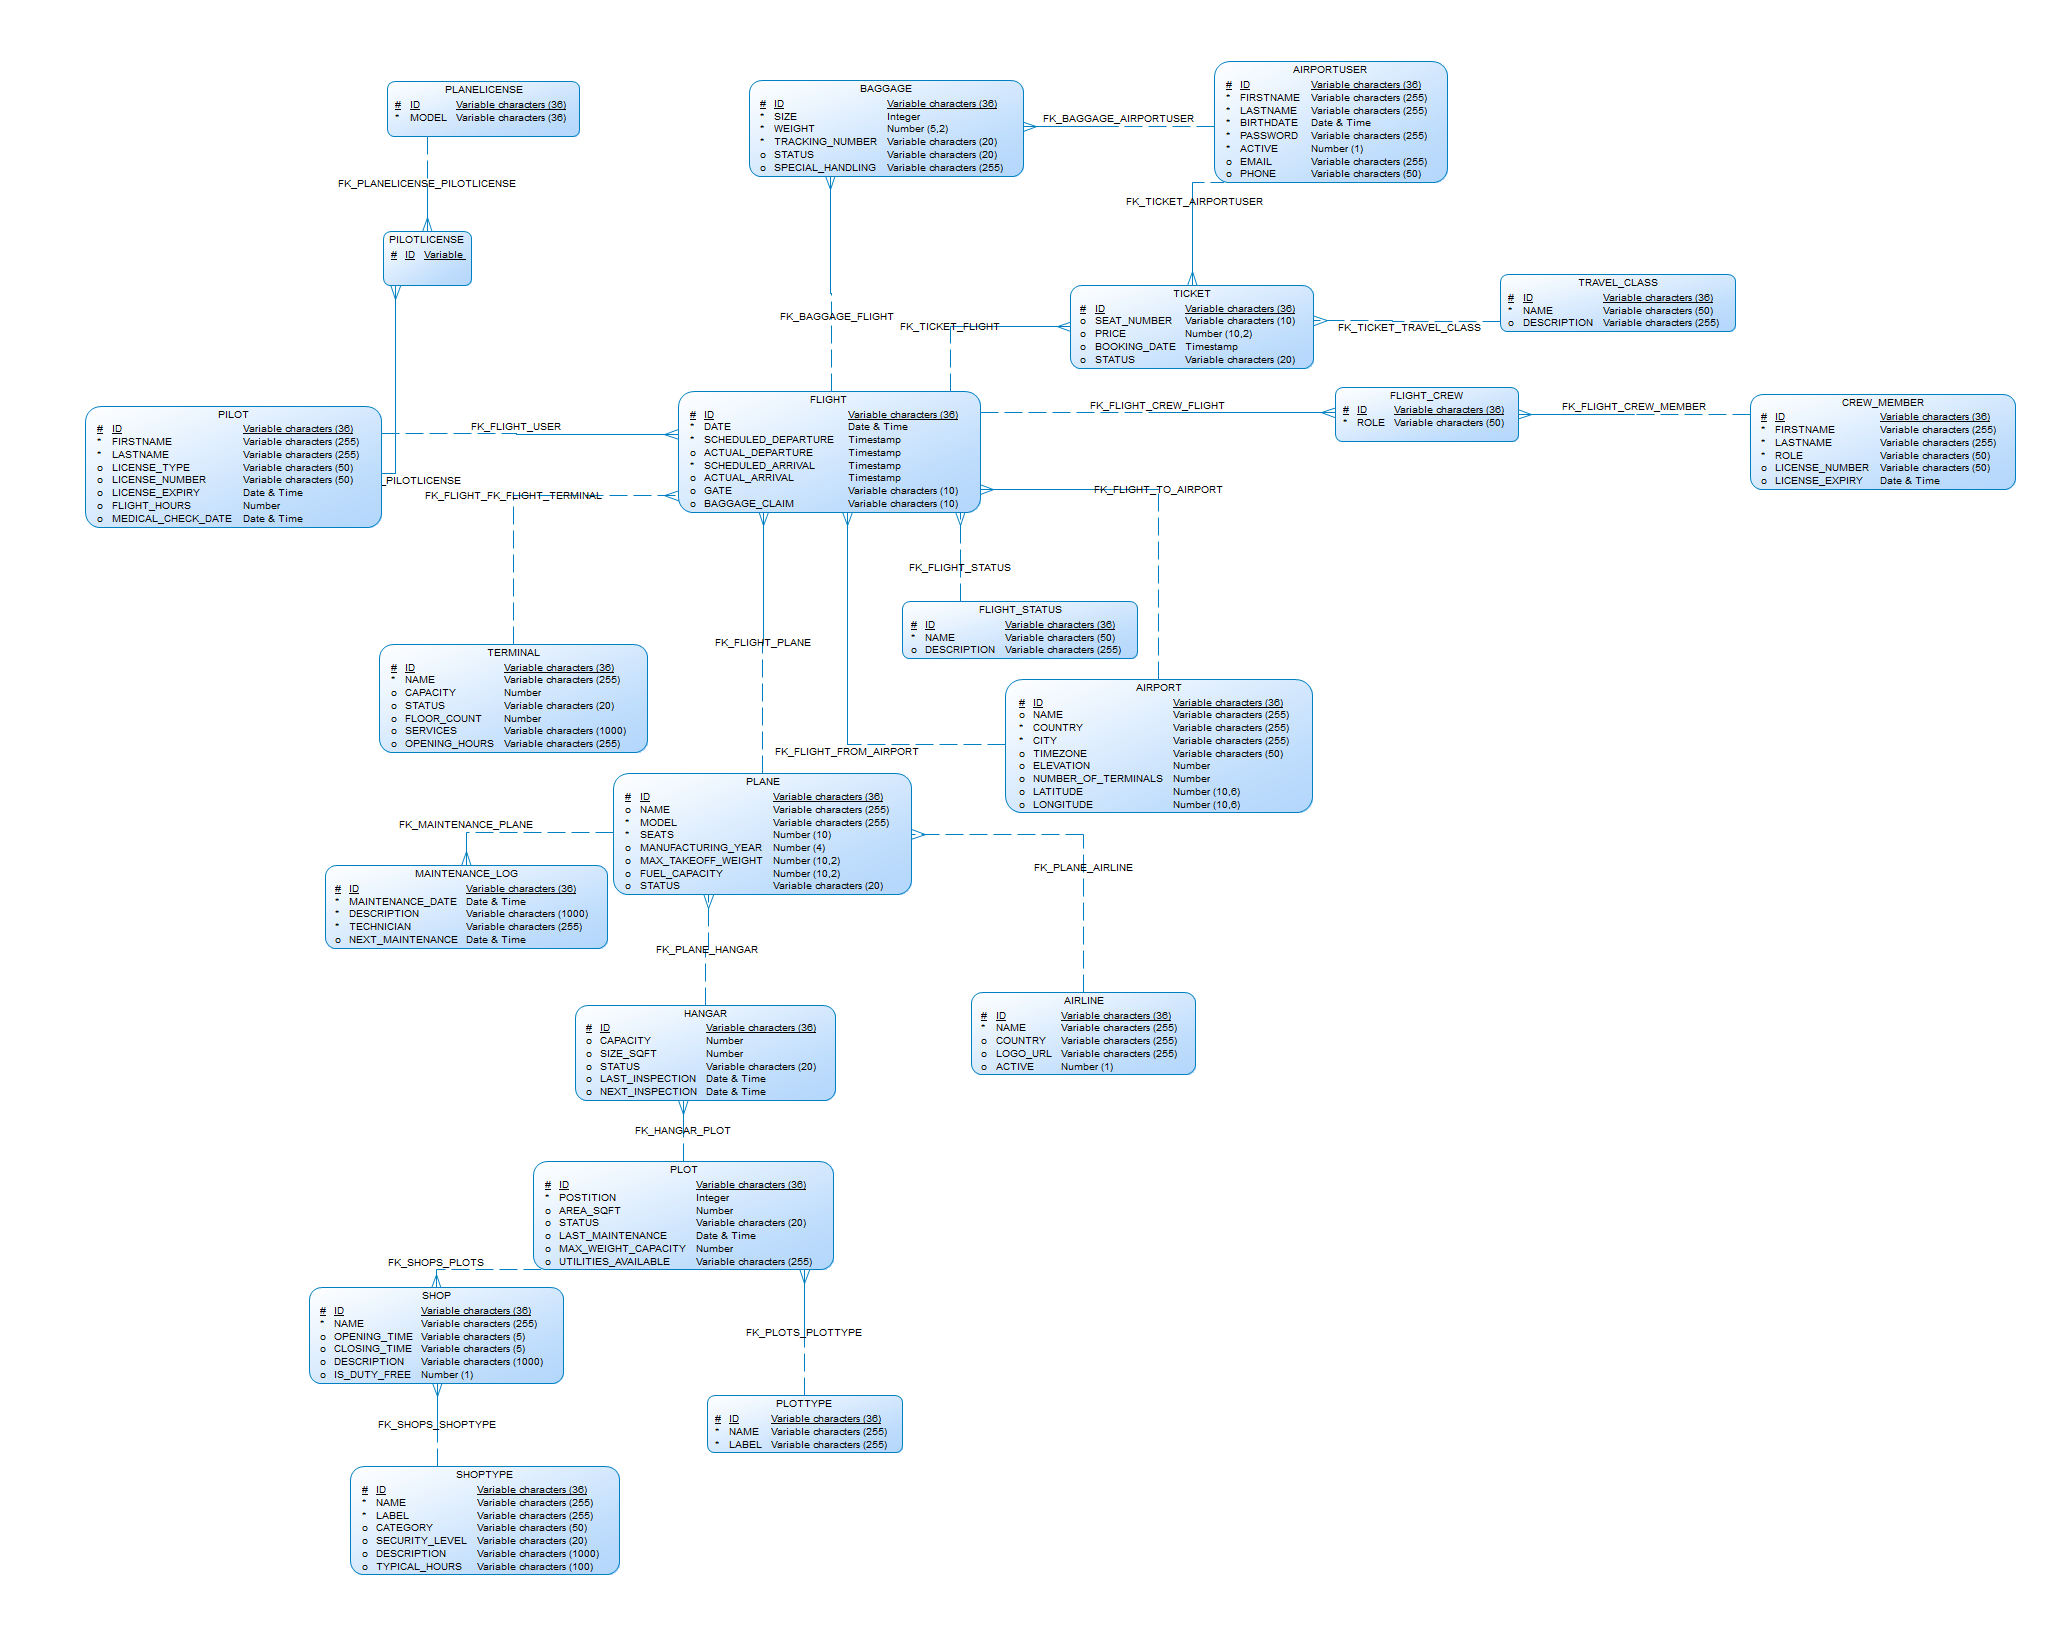 PLANELICENSE
# ID Variable characters (36)
* MODEL Variable characters (36)
FK_PLANELICENSE_PILOTLICENSE
PILOTLICENSE
# ID Variable
BAGGAGE
# ID Variable characters (36)
* SIZE Integer
* WEIGHT Number (5,2)
* TRACKING_NUMBER Variable characters (20)
o STATUS Variable characters (20)
o SPECIAL_HANDLING Variable characters (255)
FK_BAGGAGE_AIRPORTUSER
AIRPORTUSER
# ID Variable characters (36)
* FIRSTNAME Variable characters (255)
* LASTNAME Variable characters (255)
* BIRTHDATE Date & Time
* PASSWORD Variable characters (255)
* ACTIVE Number (1)
o EMAIL Variable characters (255)
o PHONE Variable characters (50)
FK_TICKET_AIRPORTUSER
FK_BAGGAGE_FLIGHT
FK_TICKET_FLIGHT
TICKET
# ID Variable characters (36)
o SEAT_NUMBER Variable characters (10)
o PRICE Number (10,2)
o BOOKING_DATE Timestamp
o STATUS Variable characters (20)
FK_TICKET_TRAVEL_CLASS
TRAVEL_CLASS
# ID Variable characters (36)
* NAME Variable characters (50)
o DESCRIPTION Variable characters (255)
PILOT
# ID Variable characters (36)
* FIRSTNAME Variable characters (255)
* LASTNAME Variable characters (255)
o LICENSE_TYPE Variable characters (50)
o LICENSE_NUMBER Variable characters (50)
o LICENSE_EXPIRY Date & Time
o FLIGHT_HOURS Number
o MEDICAL_CHECK_DATE Date & Time
_PILOTLICENSE
FK_FLIGHT_USER
FK_FLIGHT_FK_FLIGHT_TERMINAL
FLIGHT
# ID Variable characters (36)
* DATE Date & Time
* SCHEDULED_DEPARTURE Timestamp
o ACTUAL_DEPARTURE Timestamp
* SCHEDULED_ARRIVAL Timestamp
o ACTUAL_ARRIVAL Timestamp
o GATE Variable characters (10)
o BAGGAGE_CLAIM Variable characters (10)
FK_FLIGHT_CREW_FLIGHT
FLIGHT_CREW
# ID Variable characters (36)
* ROLE Variable characters (50)
FK_FLIGHT_CREW_MEMBER
CREW_MEMBER
# ID Variable characters (36)
* FIRSTNAME Variable characters (255)
* LASTNAME Variable characters (255)
* ROLE Variable characters (50)
o LICENSE_NUMBER Variable characters (50)
o LICENSE_EXPIRY Date & Time
FK_FLIGHT_TO_AIRPORT
FK_FLIGHT_STATUS
FLIGHT_STATUS
# ID Variable characters (36)
* NAME Variable characters (50)
o DESCRIPTION Variable characters (255)
FK_FLIGHT_PLANE
TERMINAL
# ID Variable characters (36)
* NAME Variable characters (255)
o CAPACITY Number
o STATUS Variable characters (20)
o FLOOR_COUNT Number
o SERVICES Variable characters (1000)
o OPENING_HOURS Variable characters (255)
AIRPORT
# ID Variable characters (36)
o NAME Variable characters (255)
* COUNTRY Variable characters (255)
* CITY Variable characters (255)
o TIMEZONE Variable characters (50)
o ELEVATION Number
o NUMBER_OF_TERMINALS Number
o LATITUDE Number (10,6)
o LONGITUDE Number (10,6)
FK_FLIGHT_FROM_AIRPORT
PLANE
# ID Variable characters (36)
o NAME Variable characters (255)
* MODEL Variable characters (255)
* SEATS Number (10)
o MANUFACTURING_YEAR Number (4)
o MAX_TAKEOFF_WEIGHT Number (10,2)
o FUEL_CAPACITY Number (10,2)
o STATUS Variable characters (20)
FK_MAINTENANCE_PLANE
MAINTENANCE_LOG
# ID Variable characters (36)
* MAINTENANCE_DATE Date & Time
* DESCRIPTION Variable characters (1000)
* TECHNICIAN Variable characters (255)
o NEXT_MAINTENANCE Date & Time
FK_PLANE_AIRLINE
FK_PLANE_HANGAR
AIRLINE
# ID Variable characters (36)
* NAME Variable characters (255)
o COUNTRY Variable characters (255)
o LOGO_URL Variable characters (255)
o ACTIVE Number (1)
HANGAR
# ID Variable characters (36)
o CAPACITY Number
o SIZE_SQFT Number
o STATUS Variable characters (20)
o LAST_INSPECTION Date & Time
o NEXT_INSPECTION Date & Time
FK_HANGAR_PLOT
PLOT
# ID Variable characters (36)
* POSTITION Integer
o AREA_SQFT Number
o STATUS Variable characters (20)
o LAST_MAINTENANCE Date & Time
o MAX_WEIGHT_CAPACITY Number
o UTILITIES_AVAILABLE Variable characters (255)
FK_SHOPS_PLOTS
SHOP
# ID Variable characters (36)
* NAME Variable characters (255)
o OPENING_TIME Variable characters (5)
o CLOSING_TIME Variable characters (5)
o DESCRIPTION Variable characters (1000)
o IS_DUTY_FREE Number (1)
FK_PLOTS_PLOTTYPE
PLOTTYPE
# ID Variable characters (36)
* NAME Variable characters (255)
* LABEL Variable characters (255)
FK_SHOPS_SHOPTYPE
SHOPTYPE
# ID Variable characters (36)
* NAME Variable characters (255)
* LABEL Variable characters (255)
o CATEGORY Variable characters (50)
o SECURITY_LEVEL Variable characters (20)
o DESCRIPTION Variable characters (1000)
o TYPICAL_HOURS Variable characters (100)